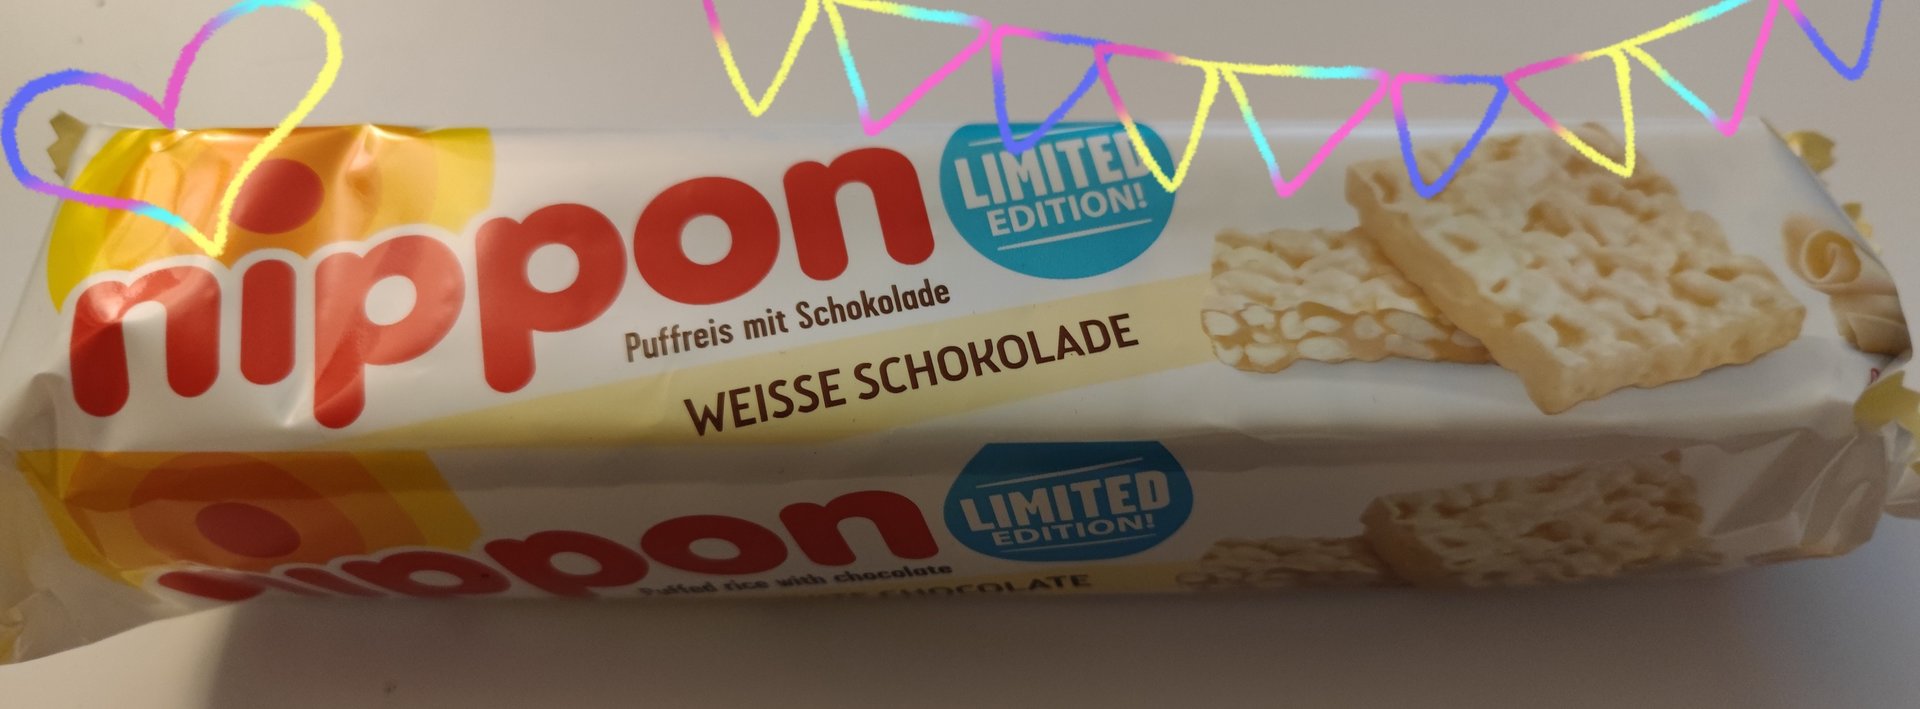 nippon
LIMITED
EDITION!
Puffreis mit Schokolade
WEISSE SCHOKOLADE
nippon
LIMITED
EDITION!
Puffed rice with chocolate
CHOCOLATE